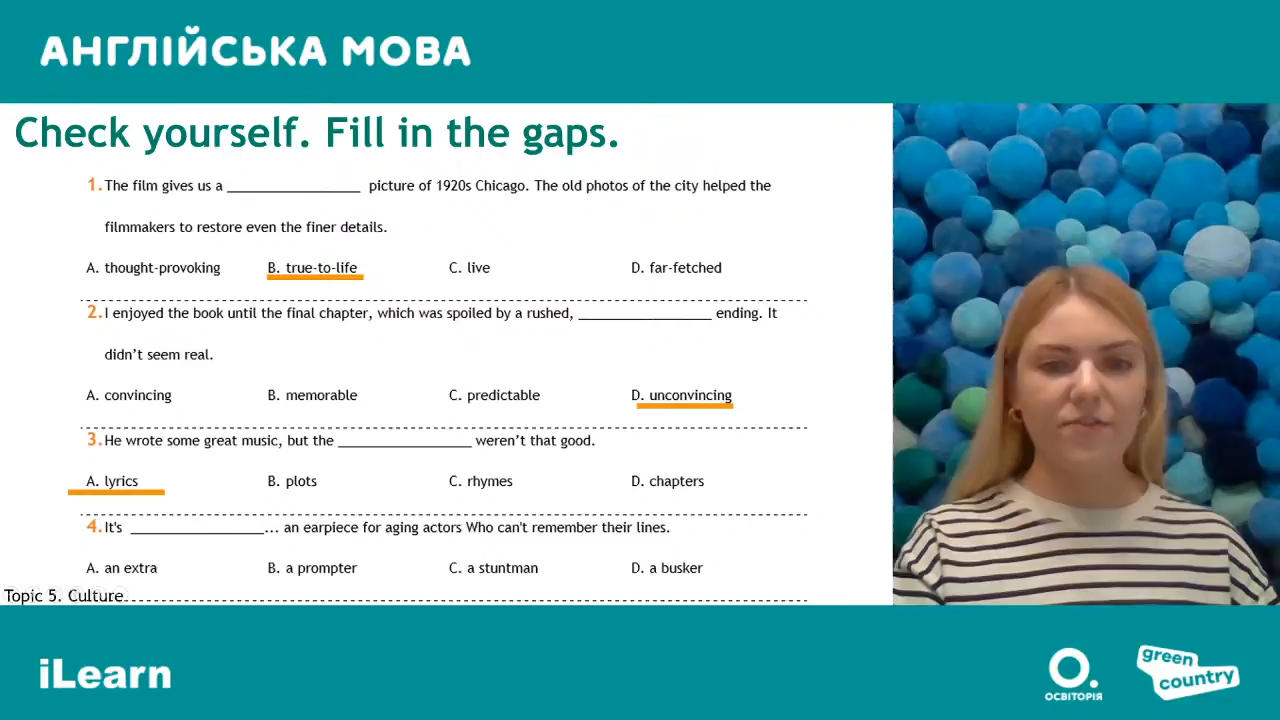 АНГЛІЙСЬКА МОВА
Check yourself. Fill in the gaps.
1. The film gives us a __________________ picture of 1920s Chicago. The old photos of the city helped the
filmmakers to restore even the finer details.
A. thought-provoking B. true-to-life C. live D. far-fetched
2. I enjoyed the book until the final chapter, which was spoiled by a rushed, __________________ ending. It
didn’t seem real.
A. convincing B. memorable C. predictable D. unconvincing
3. He wrote some great music, but the __________________ weren’t that good.
A. lyrics B. plots C. rhymes D. chapters
4. It's __________________... an earpiece for aging actors Who can't remember their lines.
A. an extra B. a prompter C. a stuntman D. a busker
Topic 5. Culture
iLearn
О.
ОСВІТОРІЯ
green
country